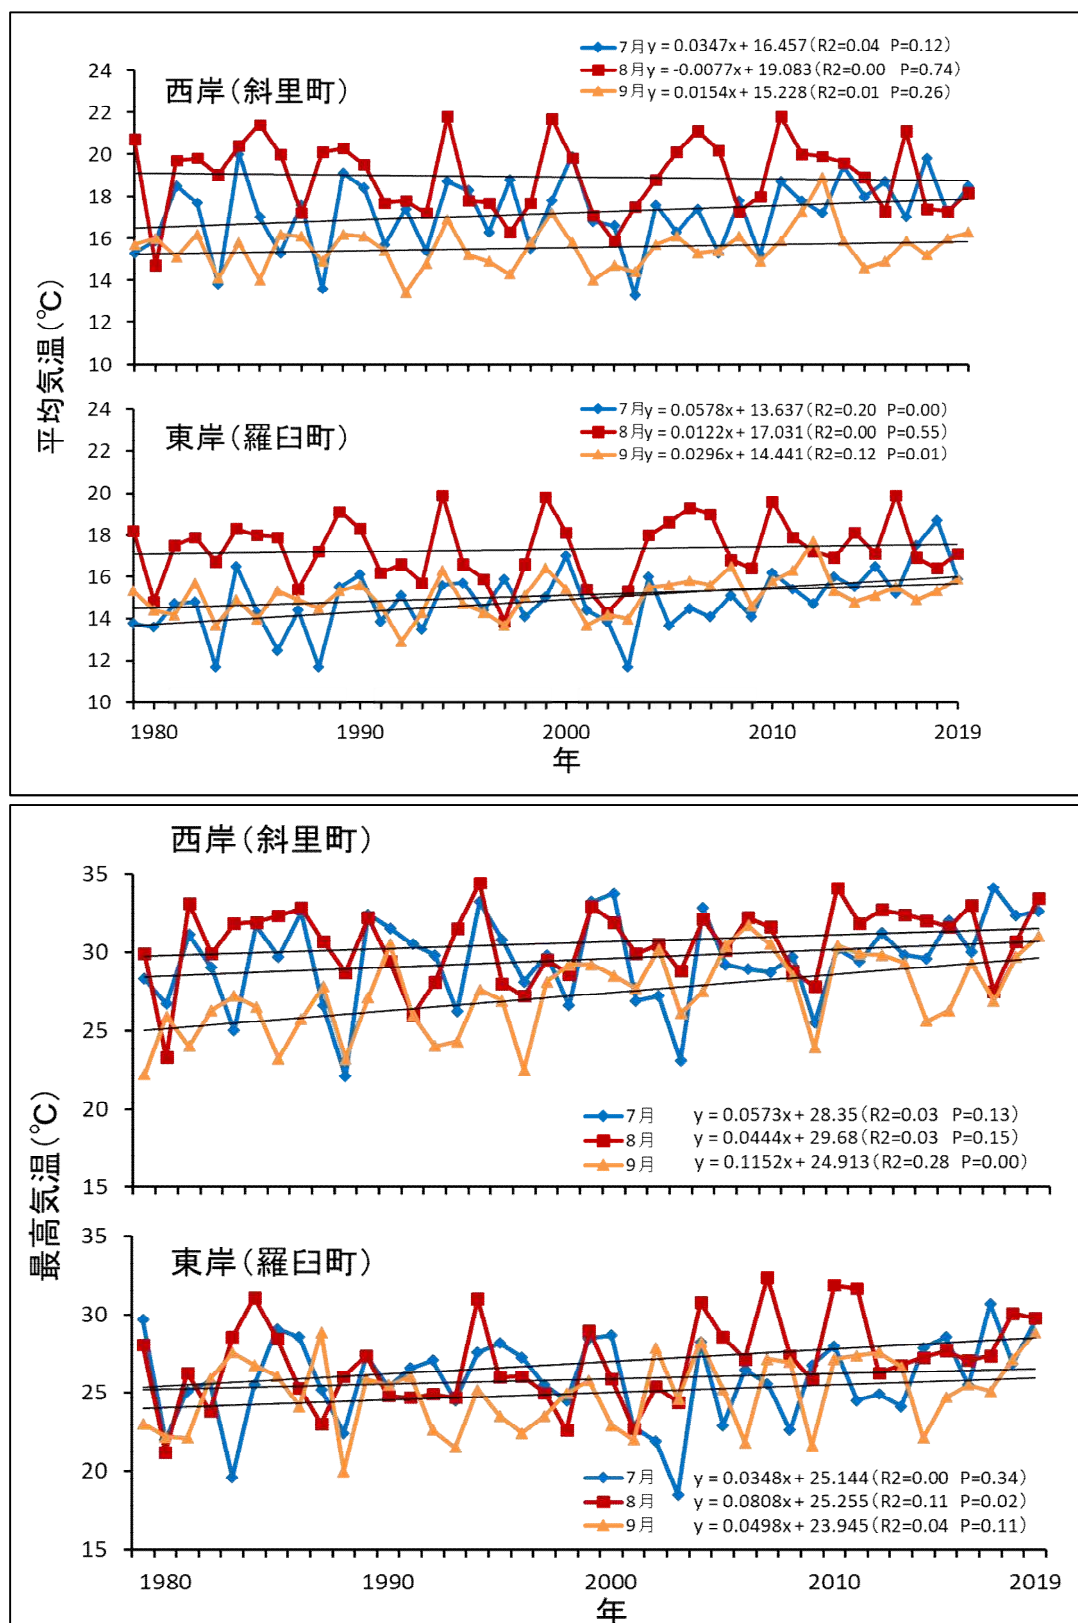 7月y = 0.0347x + 16.457(R2=0.04 P=0.12)
8月y = -0.0077x + 19.083(R2=0.00 P=0.74)
9月y = 0.0154x + 15.228(R2=0.01 P=0.26)
西岸(斜里町)
24
22
20
18
16
14
12
10
平均気温(℃)
7月y = 0.0578x + 13.637(R2=0.20 P=0.00)
8月y = 0.0122x + 17.031(R2=0.00 P=0.55)
9月y = 0.0296x + 14.441(R2=0.12 P=0.01)
東岸(羅臼町)
24
22
20
18
16
14
12
10
1980 1990 2000 2010 2019
年
西岸(斜里町)
35
30
25
20
15
7月 y = 0.0573x + 28.35(R2=0.03 P=0.13)
8月 y = 0.0444x + 29.68(R2=0.03 P=0.15)
9月 y = 0.1152x + 24.913(R2=0.28 P=0.00)
最高気温(℃)
東岸(羅臼町)
35
30
25
20
15
7月 y = 0.0348x + 25.144(R2=0.00 P=0.34)
8月 y = 0.0808x + 25.255(R2=0.11 P=0.02)
9月 y = 0.0498x + 23.945(R2=0.04 P=0.11)
1980 1990 2000 2010 2019
年